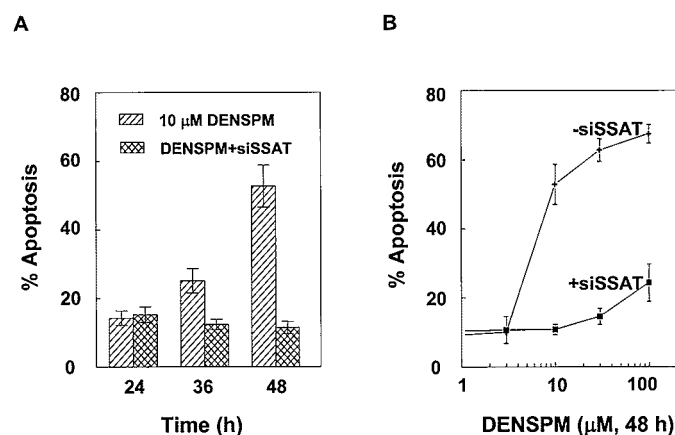 A
80
60
40
20
0
% Apoptosis
10 μM DENSPM
DENSPM+siSSAT
24 36 48
Time (h)
B
80
60
40
20
0
% Apoptosis
-siSSAT
+siSSAT
1 10 100
DENSPM (μM, 48 h)